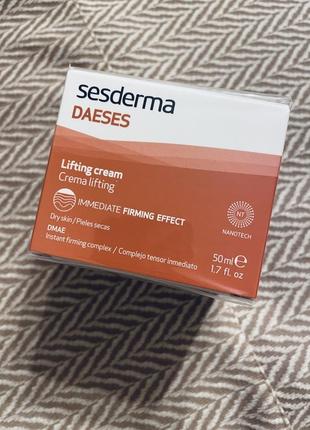 sesderma
DAESES
Lifting cream
Crema lifting
IMMEDIATE FIRMING EFFECT
Dry skin / Pieles secas
DMAE
Instant firming complex / Complejo tensor inmediato
NT
NANOTECH
50 ml e
1.7 fl. oz